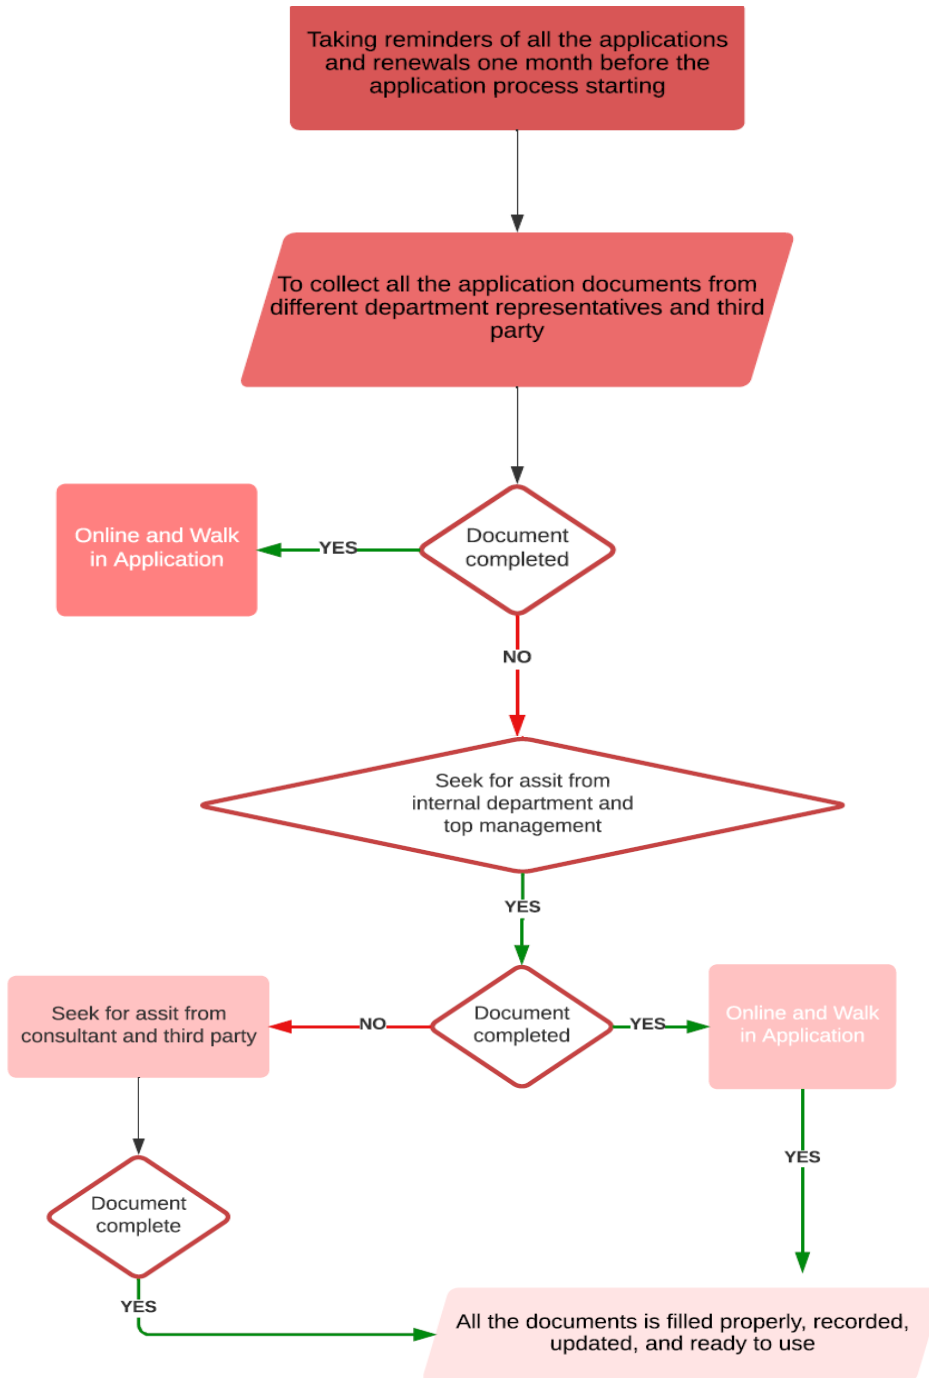 Taking reminders of all the applications
and renewals one month before the
application process starting
To collect all the application documents from
different department representatives and third
party
Document
completed
YES
Online and Walk
in Application
NO
Seek for assit from
internal department and
top management
YES
Document
completed
NO
Seek for assit from
consultant and third party
YES
Online and Walk
in Application
YES
Document
complete
YES
All the documents is filled properly, recorded,
updated, and ready to use